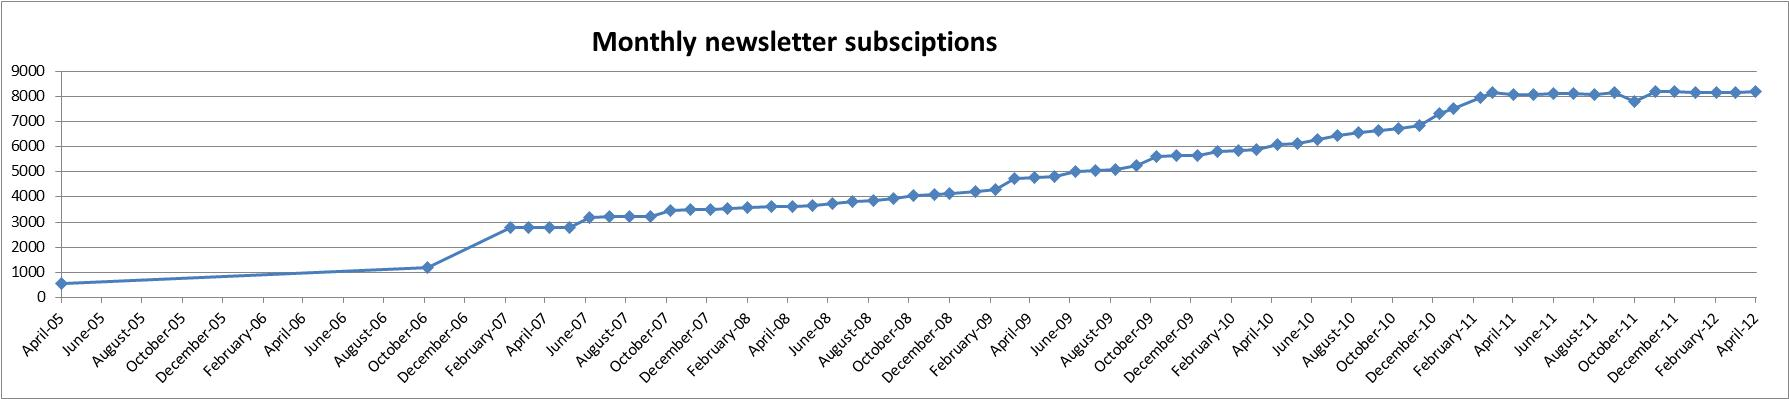 Monthly newsletter subsciptions
9000
8000
7000
6000
5000
4000
3000
2000
1000
0
April-05
June-05
August-05
October-05
December-05
February-06
April-06
June-06
August-06
October-06
December-06
February-07
April-07
June-07
August-07
October-07
December-07
February-08
April-08
June-08
August-08
October-08
December-08
February-09
April-09
June-09
August-09
October-09
December-09
February-10
April-10
June-10
August-10
October-10
December-10
February-11
April-11
June-11
August-11
October-11
December-11
February-12
April-12